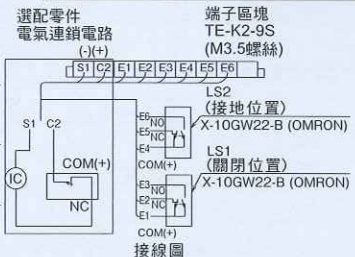 選配零件
電氣連鎖電路
(-)(+)
端子區塊
TE-K2-9S
(M3.5螺絲)
S1 C2 E1 E2 E3 E4 E5 E6
LS2
(接地位置)
X-10GW22-B (OMRON)
E6 NO
E5 NC
E4
COM(+)
S1 C2
IC
COM(+)
NC
LS1
(關閉位置)
X-10GW22-B (OMRON)
E3 NO
E2 NC
E1
COM(+)
接線圖